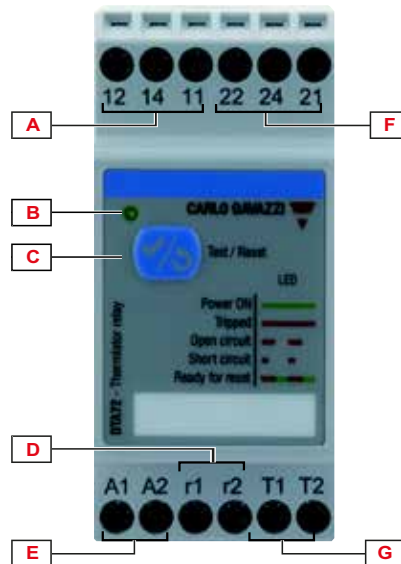 12 14 11 22 24 21
A F
B CARLO GAVAZZI
C Test / Reset
LED
Power ON
Tripped
Open circuit
Short circuit
Ready for reset
DTA72 - Thermistor relay
D
A1 A2 r1 r2 T1 T2
E G